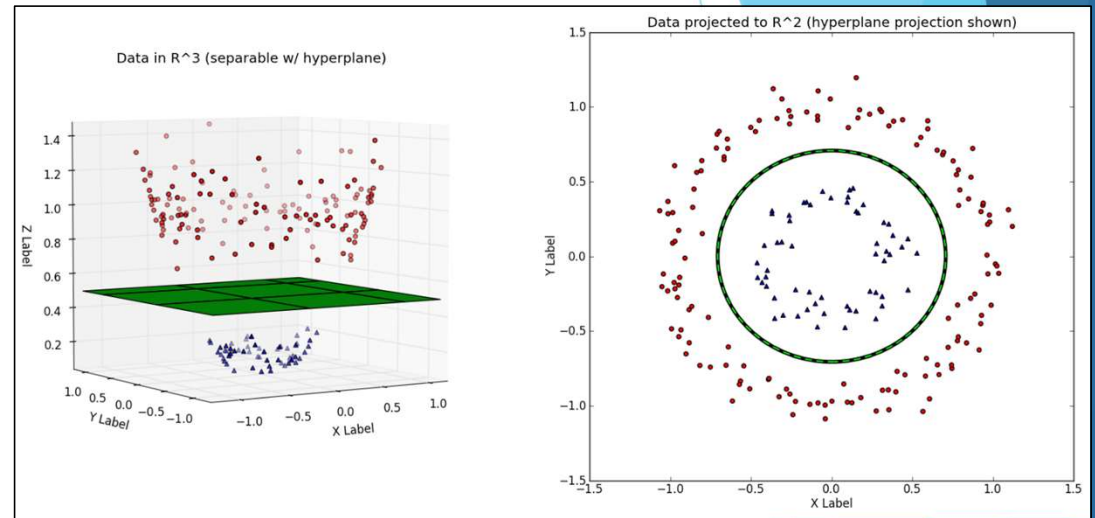 Data in R^3 (separable w/ hyperplane)
1.4
1.2
1.0
0.8
0.6
0.4
0.2
Z Label
1.0 0.5 0.0 −0.5 −1.0
Y Label
−1.0 −0.5 0.0 0.5 1.0
X Label
Data projected to R^2 (hyperplane projection shown)
1.5
1.0
0.5
0.0
−0.5
−1.0
−1.5
Y Label
−1.5 −1.0 −0.5 0.0 0.5 1.0 1.5
X Label